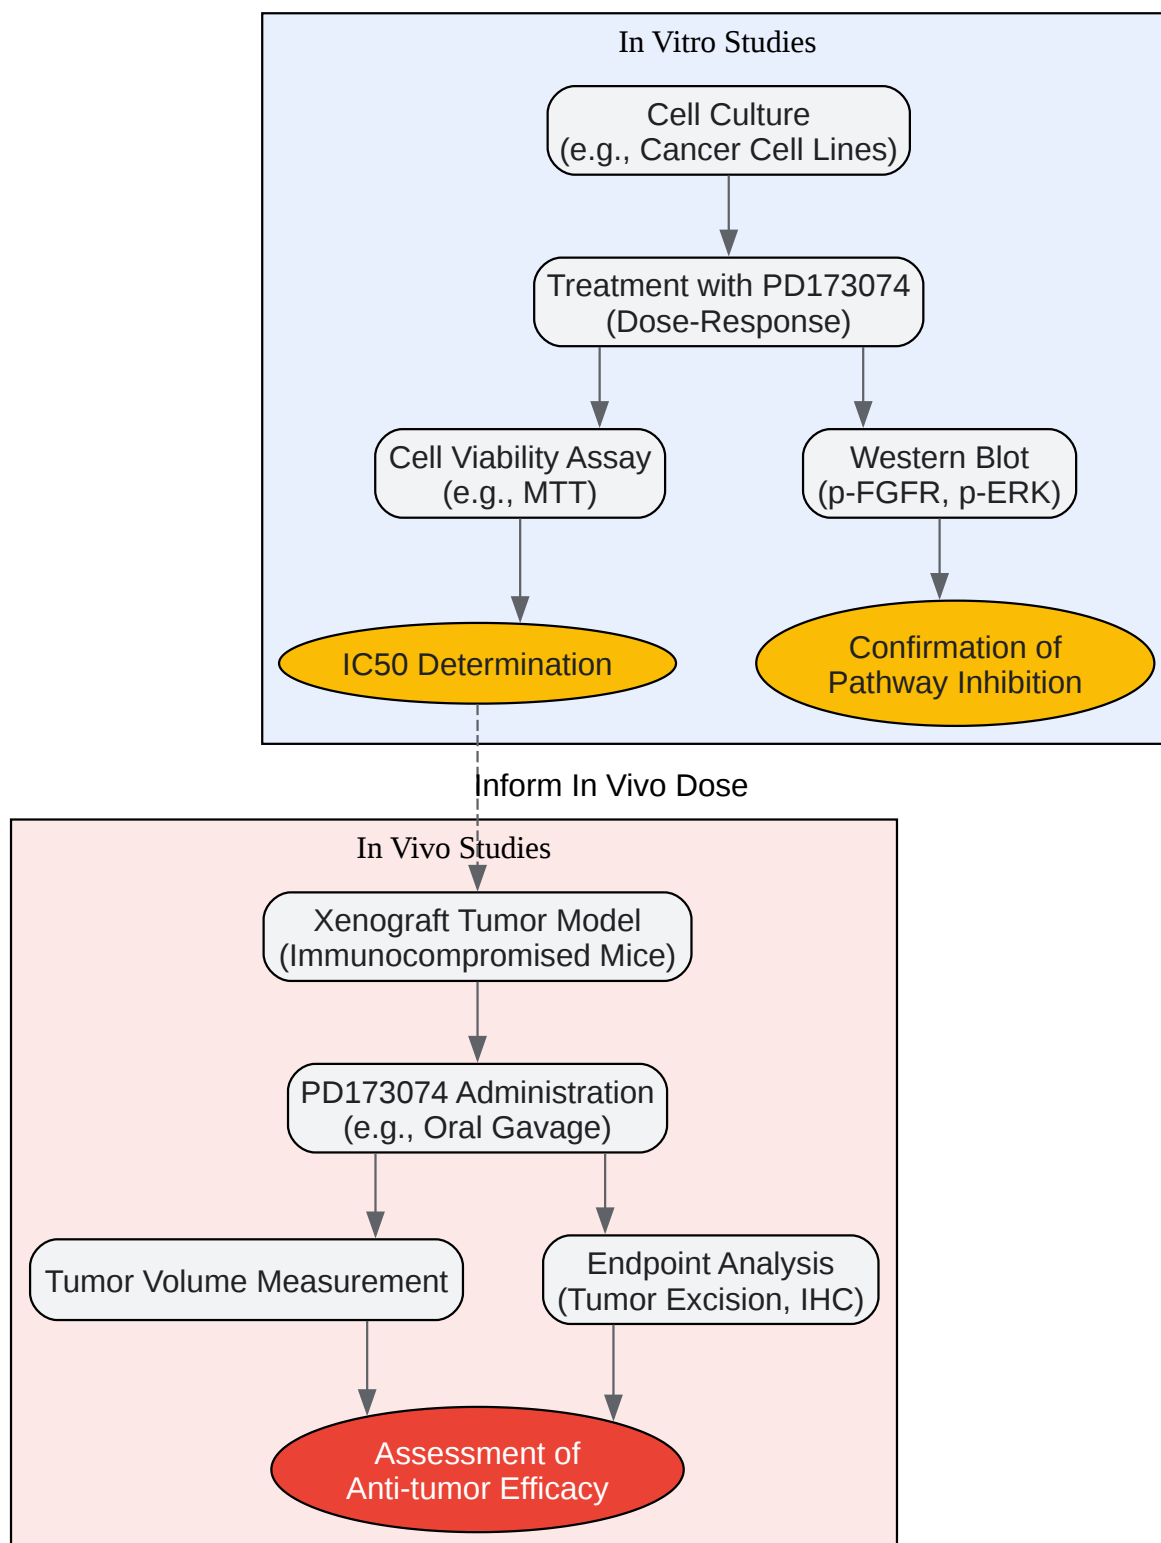 In Vitro Studies
Cell Culture
(e.g., Cancer Cell Lines)
Treatment with PD173074
(Dose-Response)
Cell Viability Assay
(e.g., MTT)
Western Blot
(p-FGFR, p-ERK)
IC50 Determination
Confirmation of
Pathway Inhibition
Inform In Vivo Dose
In Vivo Studies
Xenograft Tumor Model
(Immunocompromised Mice)
PD173074 Administration
(e.g., Oral Gavage)
Tumor Volume Measurement
Endpoint Analysis
(Tumor Excision, IHC)
Assessment of
Anti-tumor Efficacy